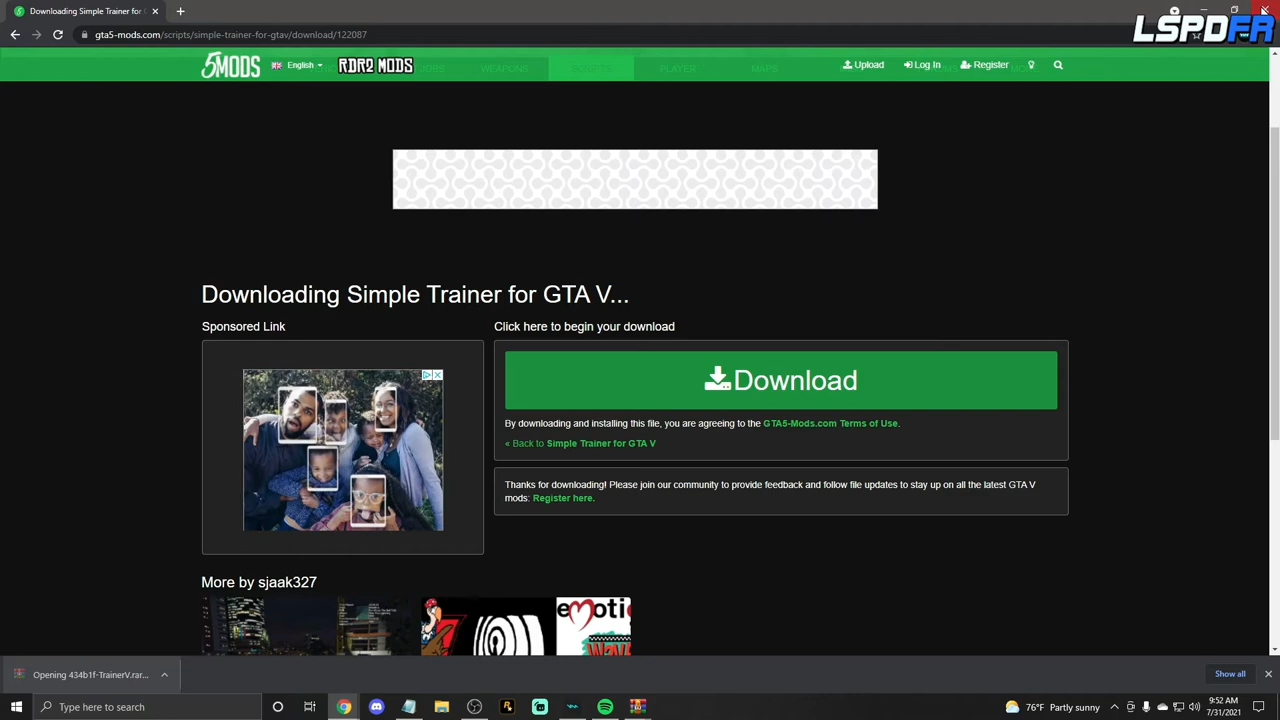 Downloading Simple Trainer for G
LSPDFR
gta5-mods.com/scripts/simple-trainer-for-gtav/download/122087
5MODS
English
RDR2 MODS
WEAPONS
SCRIPTS
PLAYER
MAPS
Upload
Log In
Register
Downloading Simple Trainer for GTA V...
Sponsored Link
Click here to begin your download
Download
By downloading and installing this file, you are agreeing to the GTA5-Mods.com Terms of Use.
« Back to Simple Trainer for GTA V
Thanks for downloading! Please join our community to provide feedback and follow file updates to stay up on all the latest GTA V
mods: Register here.
More by sjaak327
Opening 434b1f-TrainerV.rar...
Show all
Type here to search
76°F Partly sunny
9:52 AM
7/31/2021